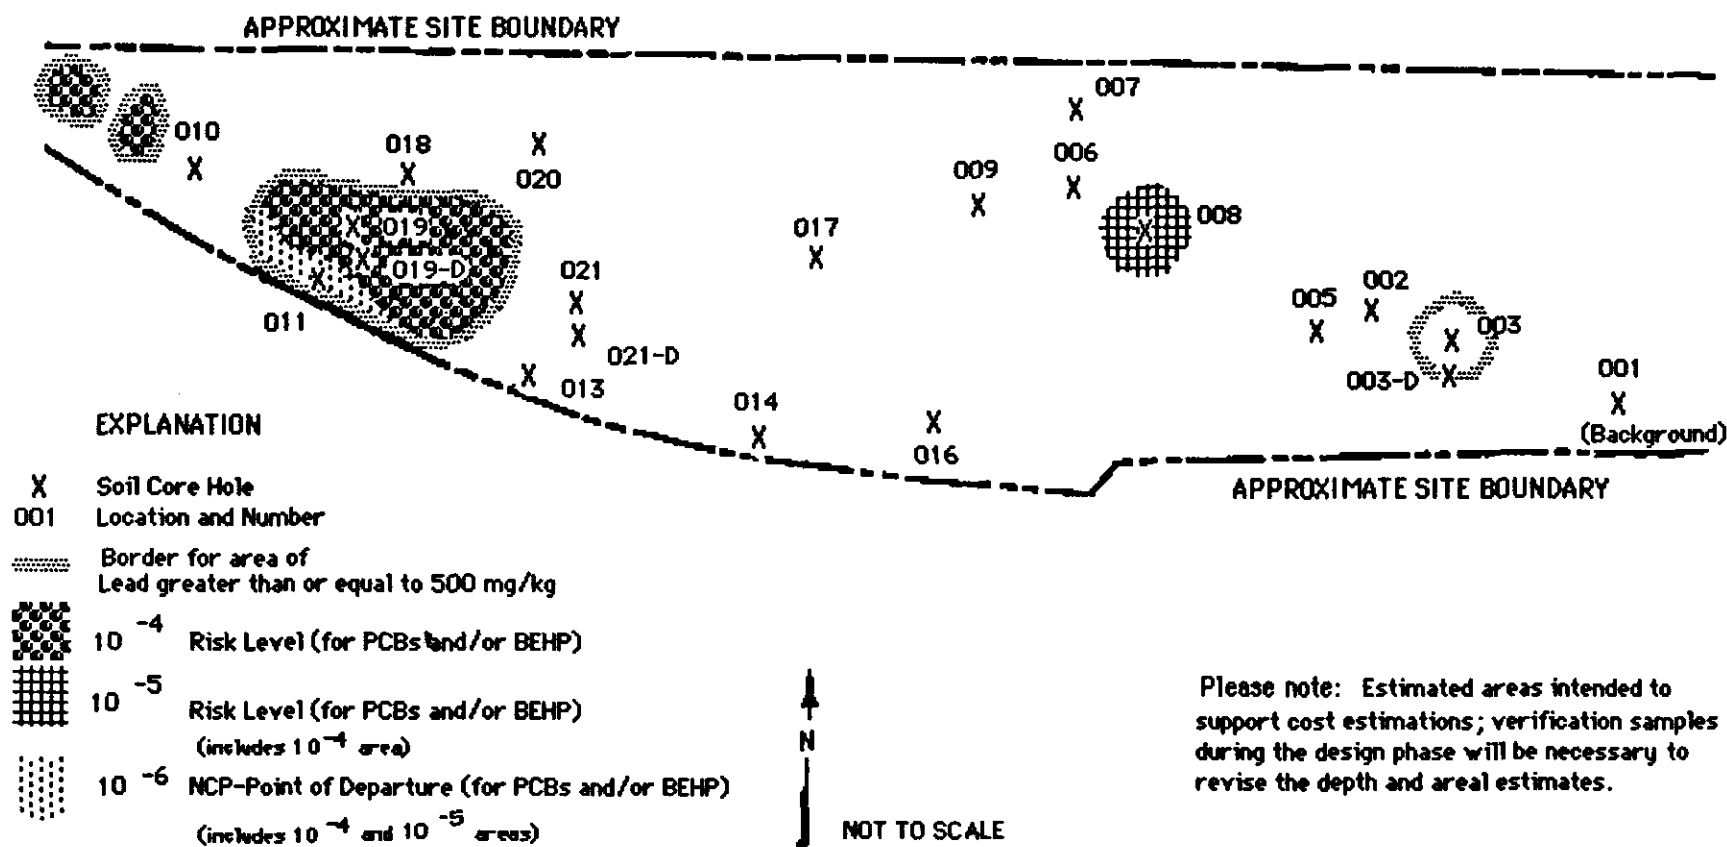 APPROXIMATE SITE BOUNDARY
007
010
018
020
006
009
008
019
017
019-D
021
002
005
003
011
021-D
003-D
001
013
014
(Background)
016
APPROXIMATE SITE BOUNDARY
EXPLANATION
X Soil Core Hole
001 Location and Number
Border for area of
Lead greater than or equal to 500 mg/kg
10 -4 Risk Level (for PCBs and/or BEHP)
10 -5 Risk Level (for PCBs and/or BEHP)
(includes 10 -4 area)
10 -6 NCP-Point of Departure (for PCBs and/or BEHP)
(includes 10 -4 and 10 -5 areas)
N
NOT TO SCALE
Please note: Estimated areas intended to
support cost estimations; verification samples
during the design phase will be necessary to
revise the depth and areal estimates.